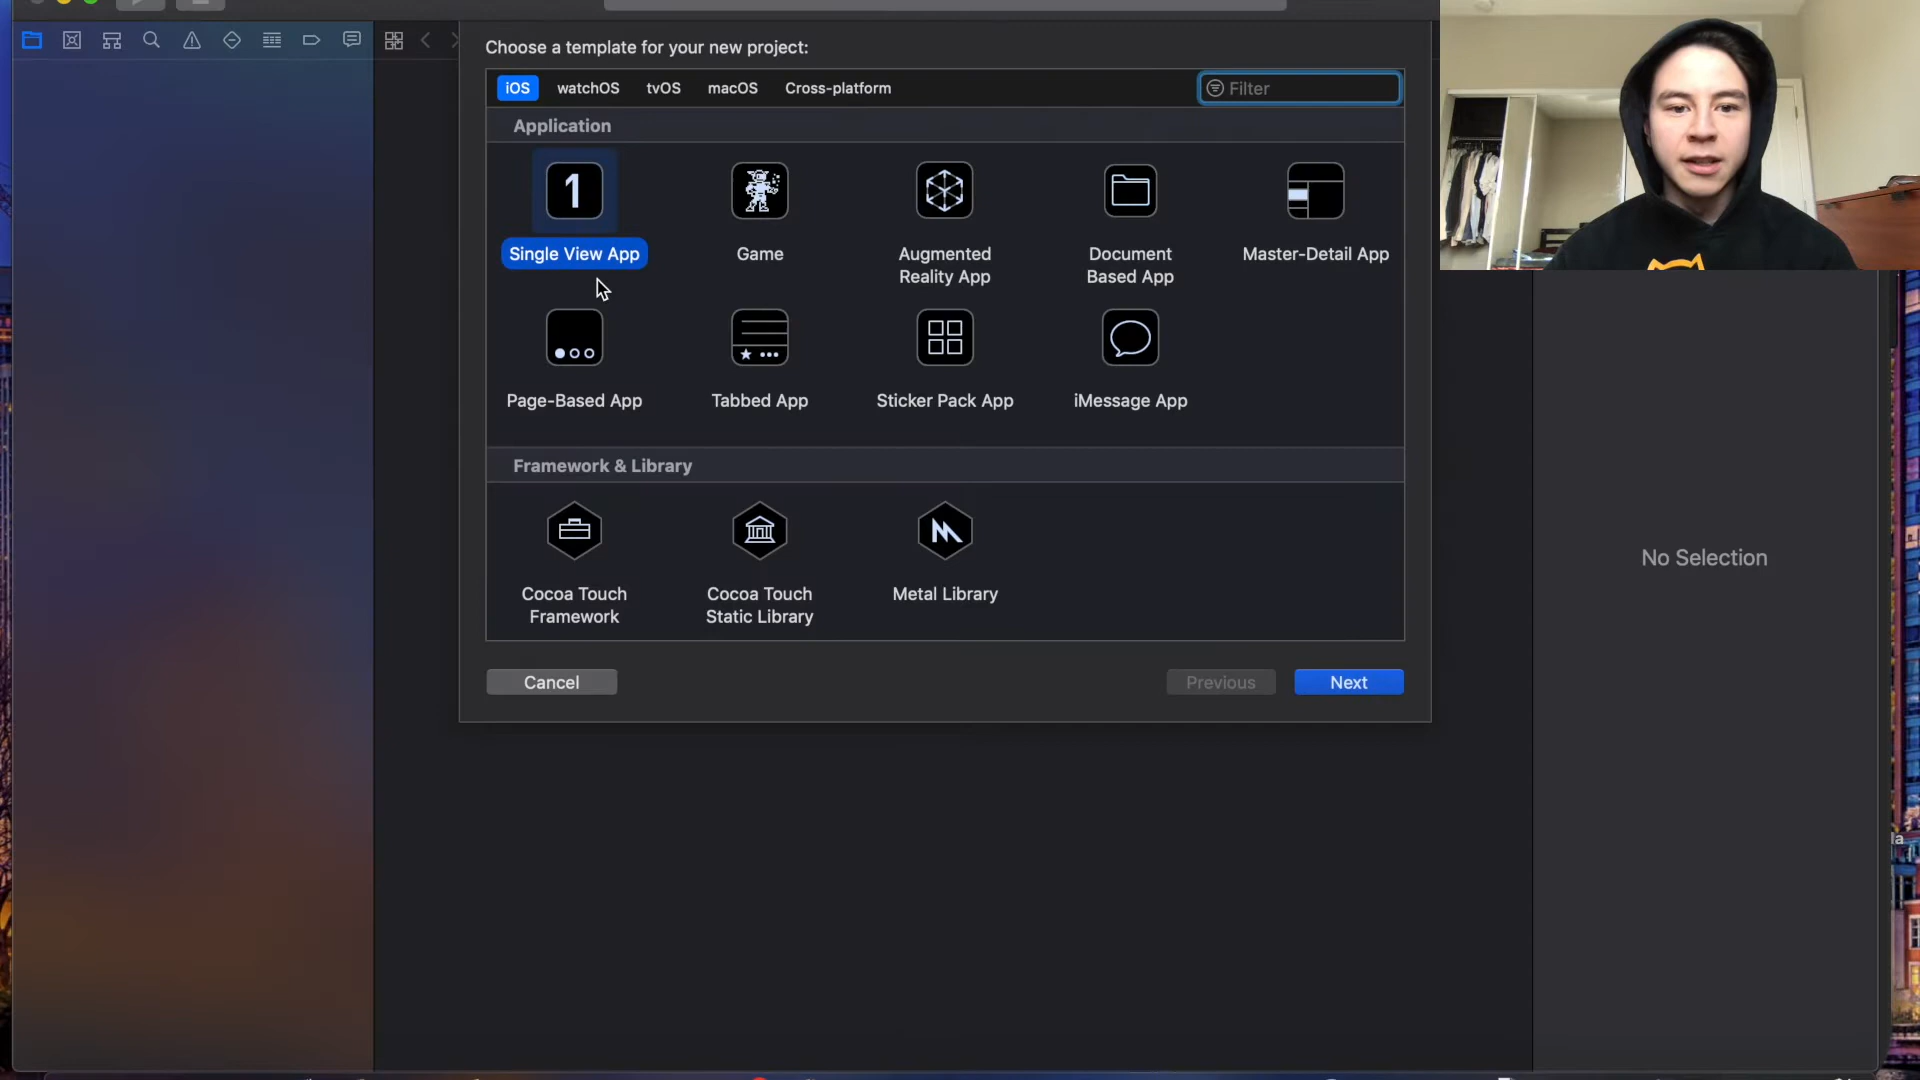 Choose a template for your new project:
iOS watchOS tvOS macOS Cross-platform Filter
Application
1
Single View App
Game
Augmented
Reality App
Document
Based App
Master-Detail App
Page-Based App
Tabbed App
Sticker Pack App
iMessage App
Framework & Library
Cocoa Touch
Framework
Cocoa Touch
Static Library
Metal Library
Cancel Previous Next
No Selection
la